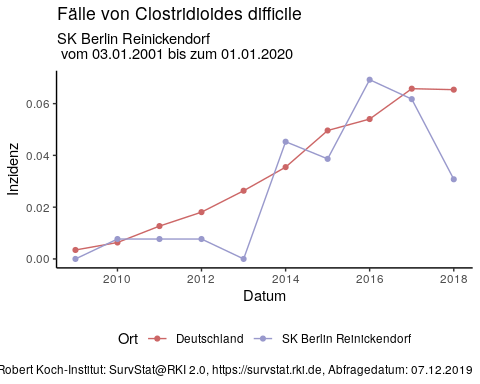 Fälle von Clostridioides difficile
SK Berlin Reinickendorf
vom 03.01.2001 bis zum 01.01.2020
Inzidenz
0.06
0.04
0.02
0.00
2010
2012
2014
2016
2018
Datum
Ort
Deutschland
SK Berlin Reinickendorf
Robert Koch-Institut: SurvStat@RKI 2.0, https://survstat.rki.de, Abfragedatum: 07.12.2019